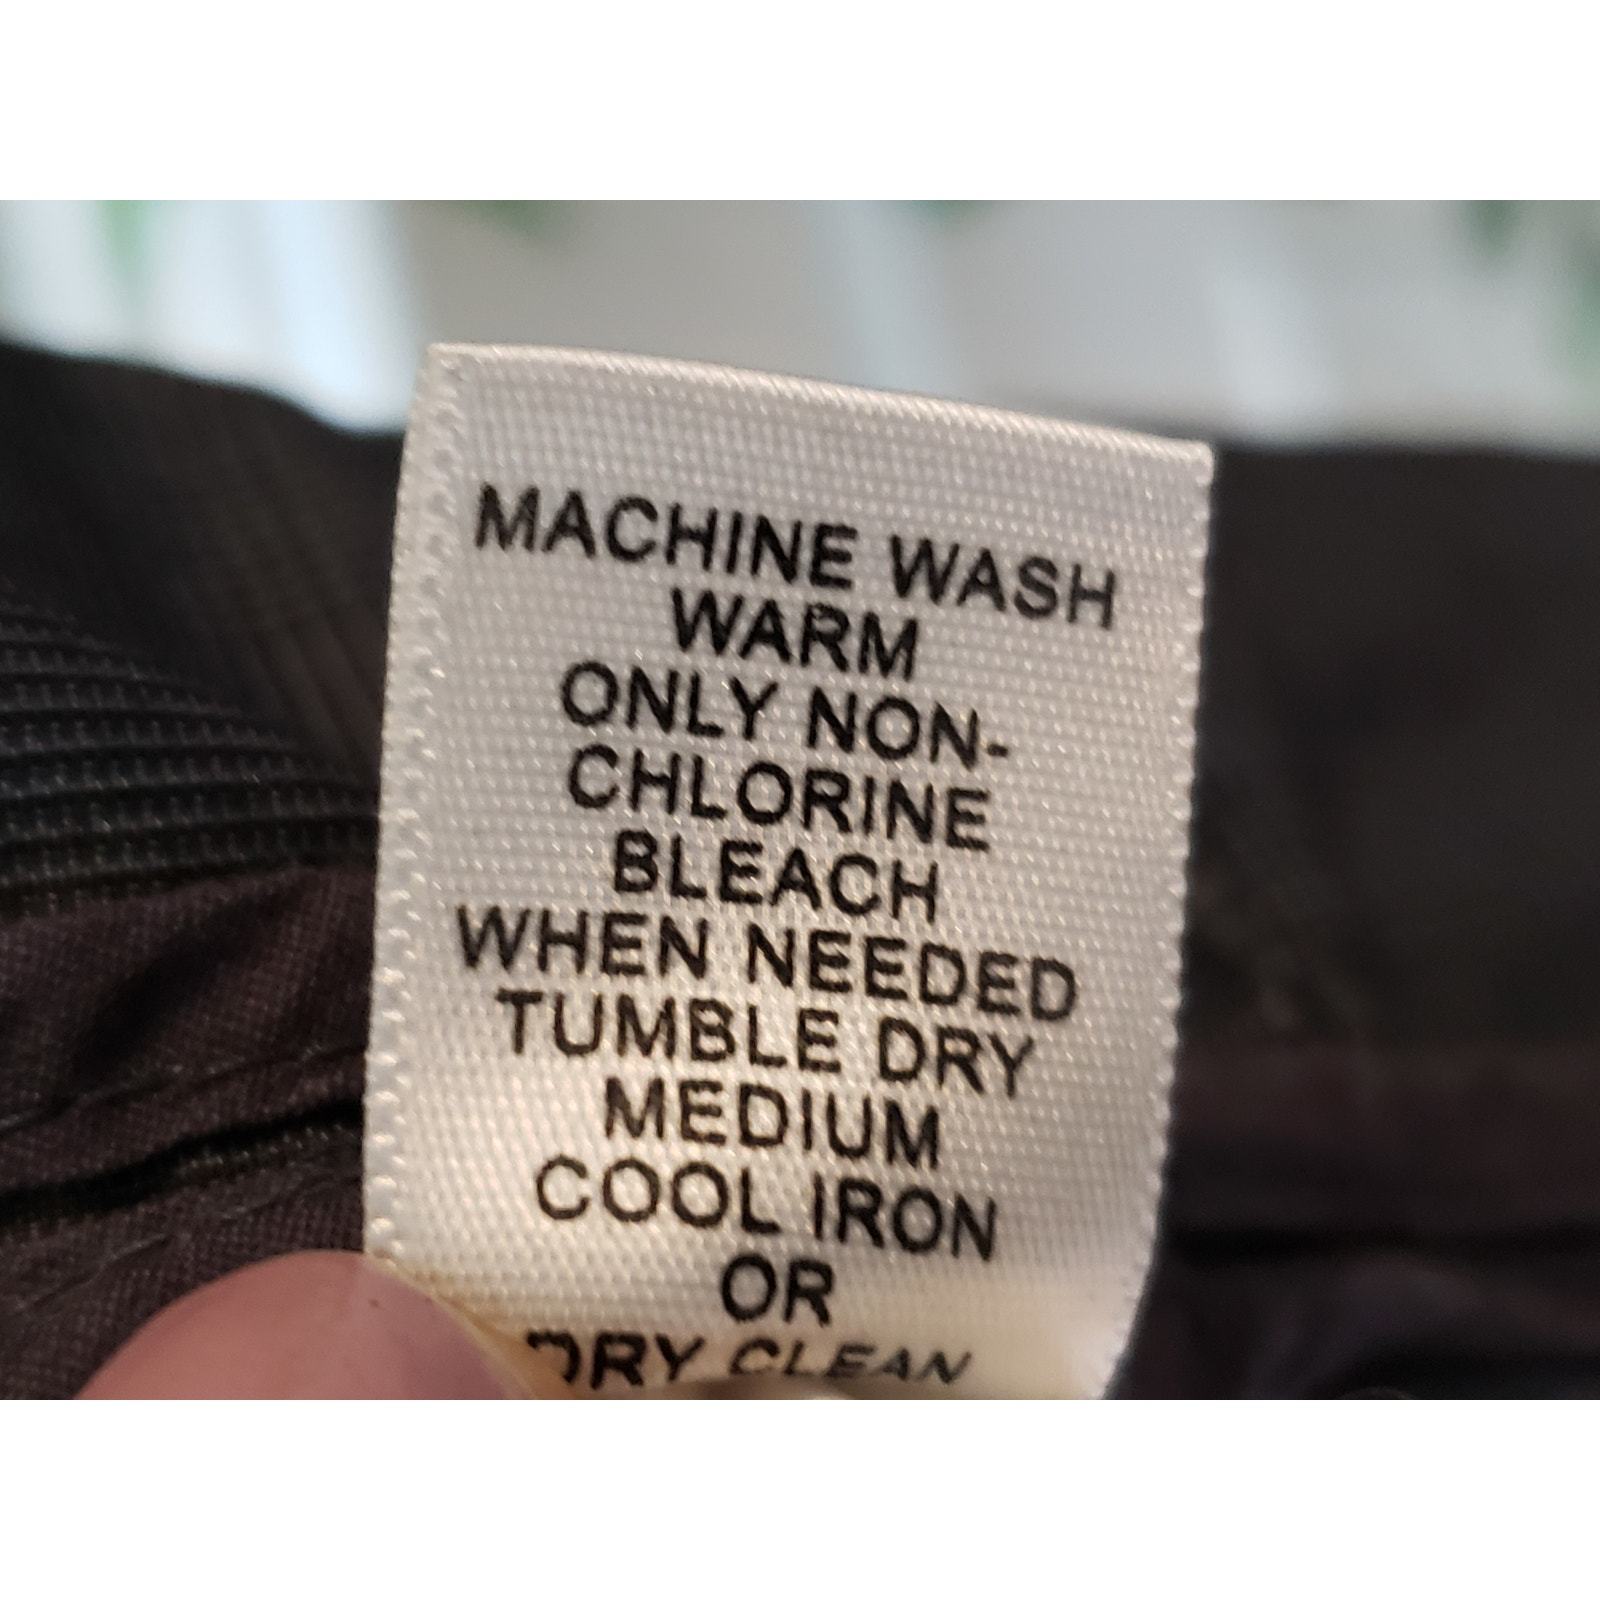 MACHINE WASH
WARM
ONLY NON-
CHLORINE
BLEACH
WHEN NEEDED
TUMBLE DRY
MEDIUM
COOL IRON
OR
DRY CLEAN